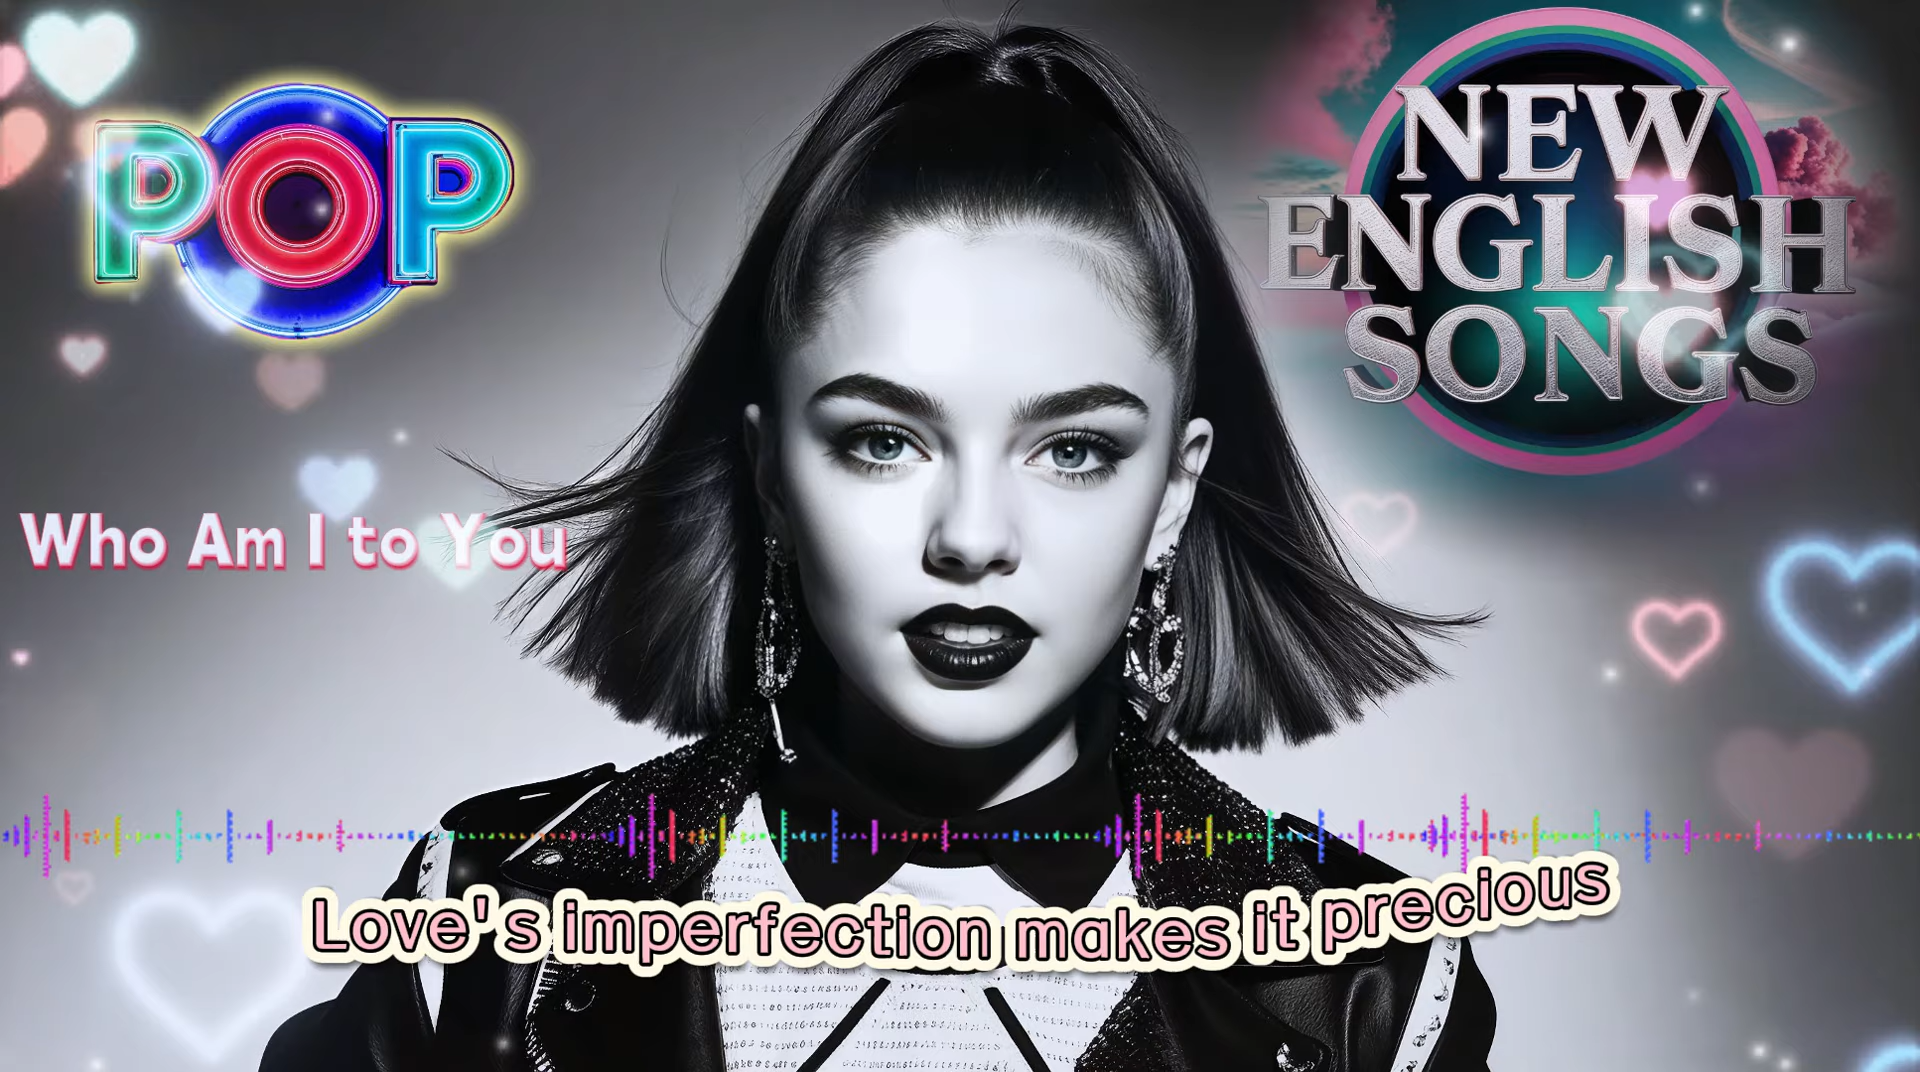 POP
NEW
ENGLISH
SONGS
Who Am I to You
Love's imperfection makes it precious